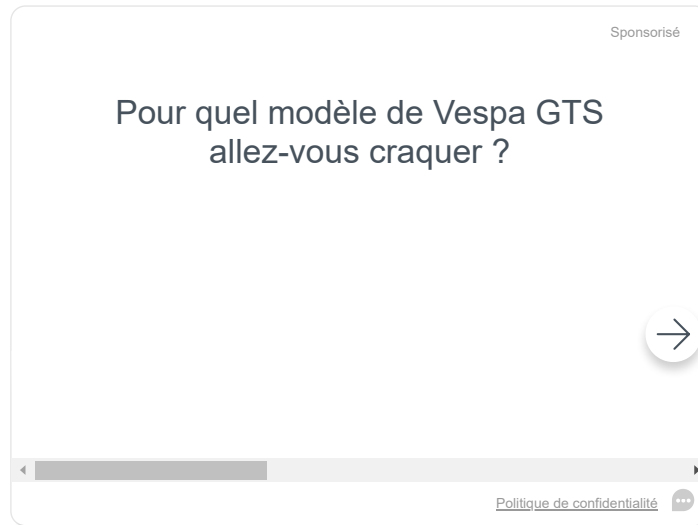 Sponsorisé
Pour quel modèle de Vespa GTS
allez-vous craquer ?
Politique de confidentialité